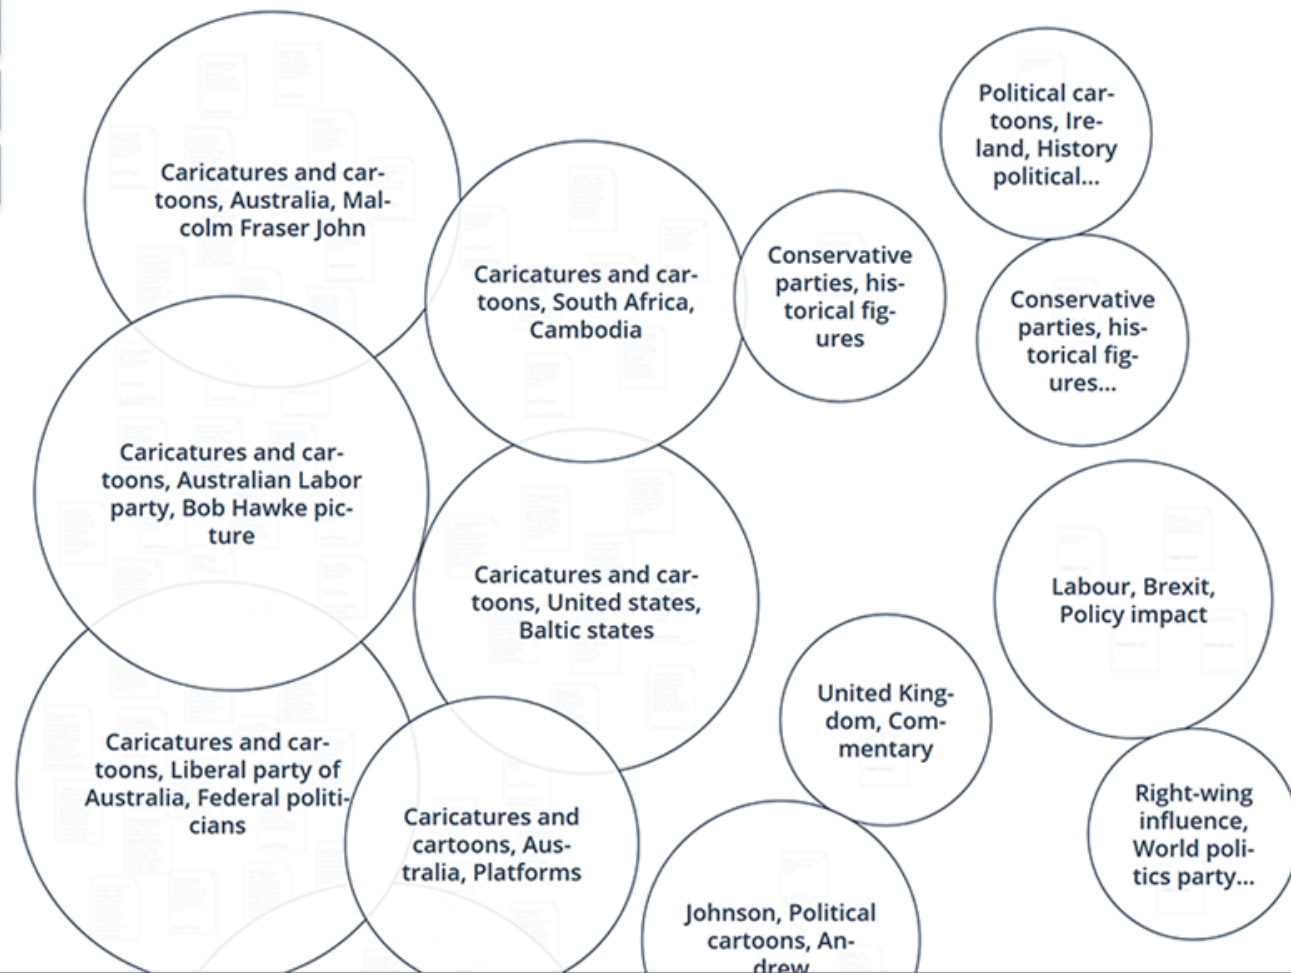 Caricatures and car-
toons, Australia, Mal-
colm Fraser John
Caricatures and car-
toons, South Africa,
Cambodia
Conservative
parties, his-
torical fig-
ures
Political car-
toons, Ire-
land, History
political...
Conservative
parties, his-
torical fig-
ures...
Caricatures and car-
toons, Australian Labor
party, Bob Hawke pic-
ture
Caricatures and car-
toons, United states,
Baltic states
Labour, Brexit,
Policy impact
United King-
dom, Com-
mentary
Caricatures and car-
toons, Liberal party of
Australia, Federal politi-
cians
Caricatures and
cartoons, Aus-
tralia, Platforms
Right-wing
influence,
World poli-
tics party...
Johnson, Political
cartoons, An-
drew